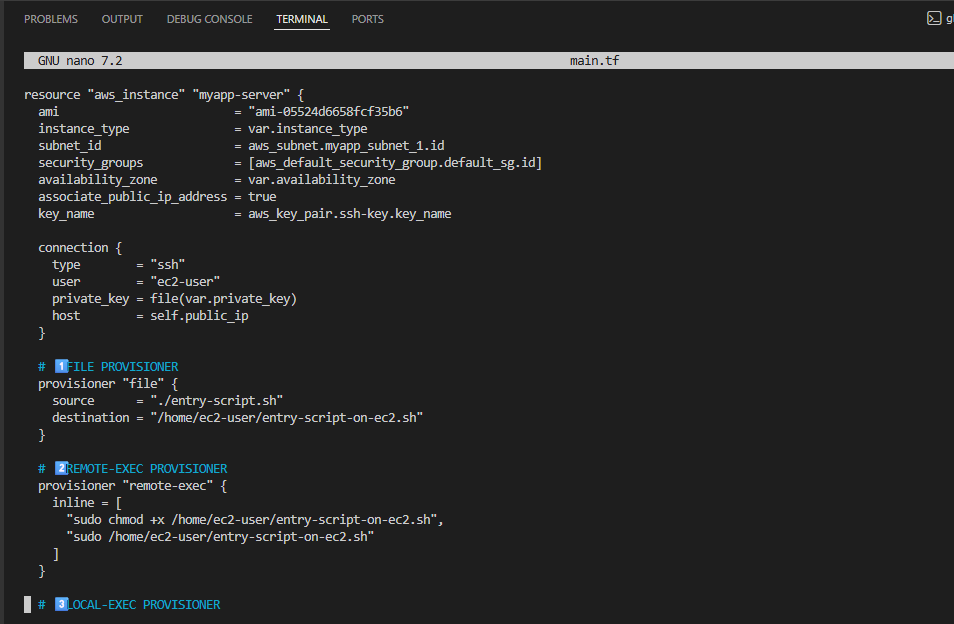 PROBLEMS OUTPUT DEBUG CONSOLE TERMINAL PORTS
GNU nano 7.2 main.tf
resource "aws_instance" "myapp-server" {
  ami                         = "ami-05524d6658fcf35b6"
  instance_type               = var.instance_type
  subnet_id                   = aws_subnet.myapp_subnet_1.id
  security_groups             = [aws_default_security_group.default_sg.id]
  availability_zone           = var.availability_zone
  associate_public_ip_address = true
  key_name                    = aws_key_pair.ssh-key.key_name
  connection {
    type        = "ssh"
    user        = "ec2-user"
    private_key = file(var.private_key)
    host        = self.public_ip
  }
  # 1️⃣FILE PROVISIONER
  provisioner "file" {
    source      = "./entry-script.sh"
    destination = "/home/ec2-user/entry-script-on-ec2.sh"
  }
  # 2️⃣REMOTE-EXEC PROVISIONER
  provisioner "remote-exec" {
    inline = [
      "sudo chmod +x /home/ec2-user/entry-script-on-ec2.sh",
      "sudo /home/ec2-user/entry-script-on-ec2.sh"
    ]
  }
  # 3️⃣LOCAL-EXEC PROVISIONER